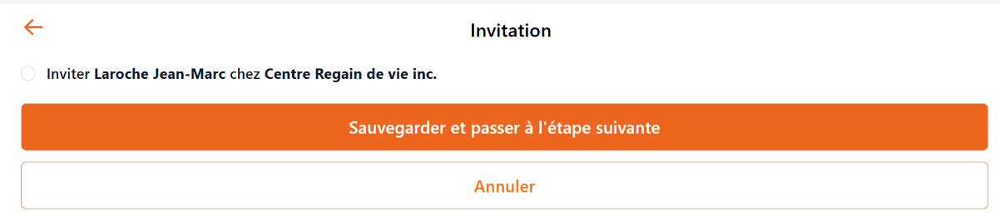 Invitation
Inviter Laroche Jean-Marc chez Centre Regain de vie inc.
Sauvegarder et passer à l'étape suivante
Annuler